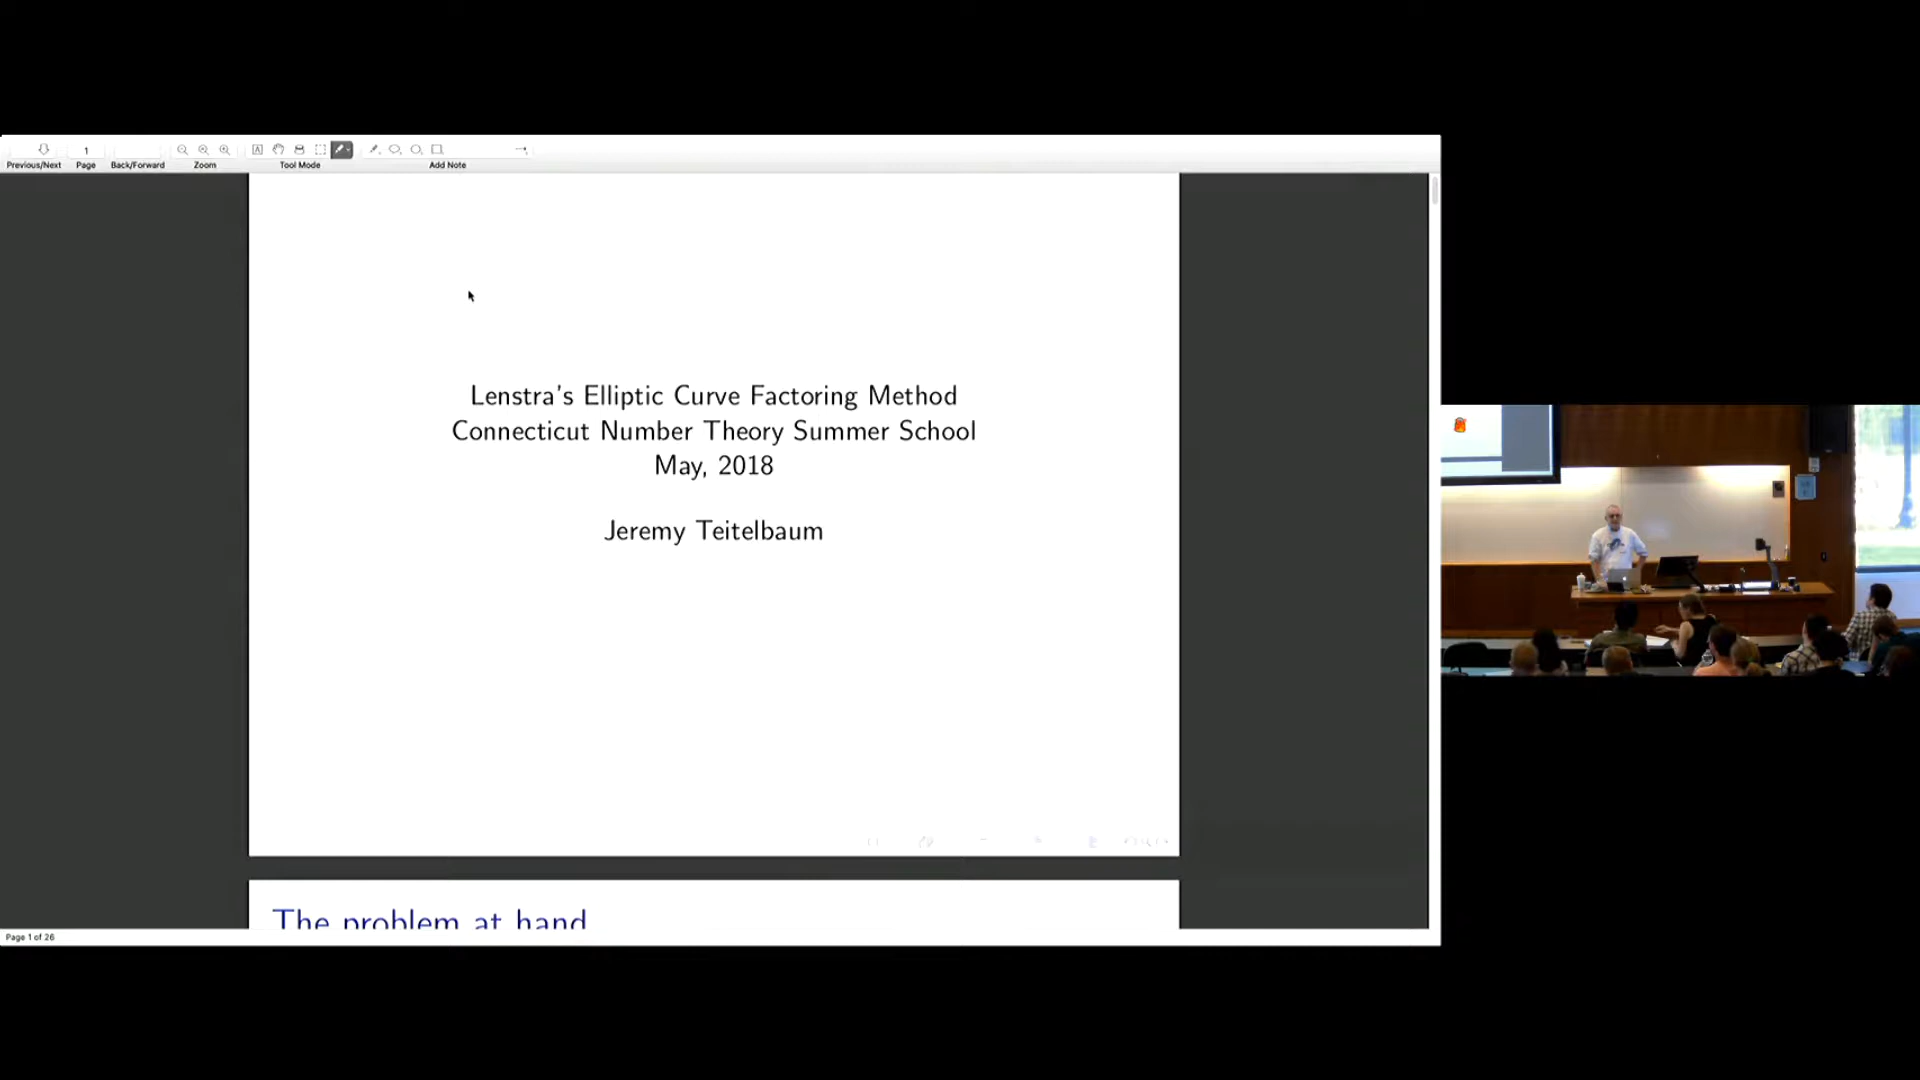 1
Previous/Next
Page
Back/Forward
Zoom
Tool Mode
Add Note
Lenstra's Elliptic Curve Factoring Method
Connecticut Number Theory Summer School
May, 2018
Jeremy Teitelbaum
The problem at hand
Page 1 of 26